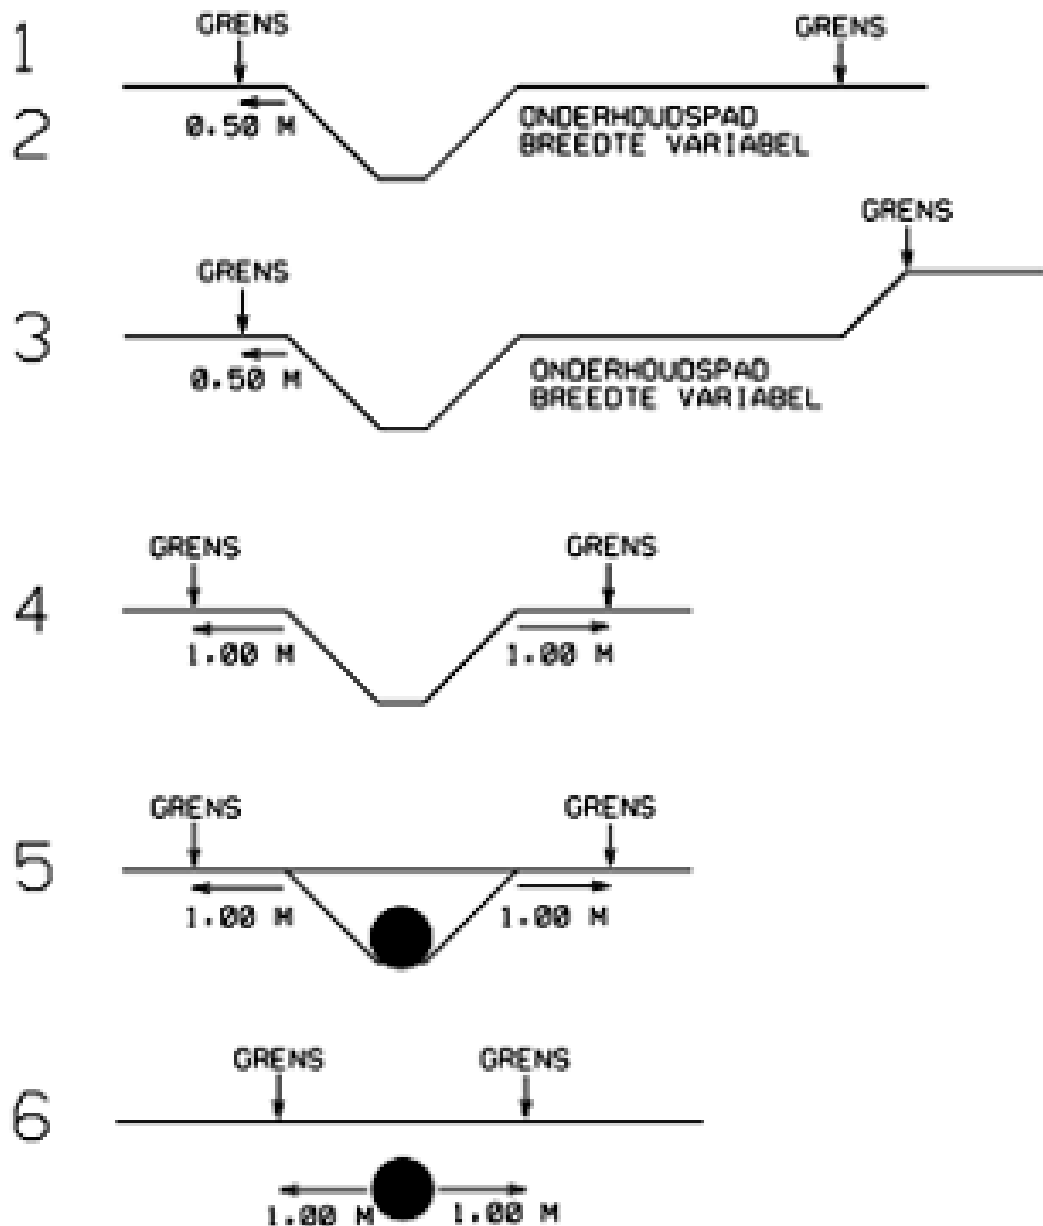 1
GRENS
GRENS
2
0.50 M
ONDERHOUDSPAD
BREEDTE VARIABEL
GRENS
GRENS
3
0.50 M
ONDERHOUDSPAD
BREEDTE VARIABEL
GRENS
GRENS
4
1.00 M
1.00 M
GRENS
GRENS
5
1.00 M
1.00 M
GRENS
GRENS
6
1.00 M
1.00 M